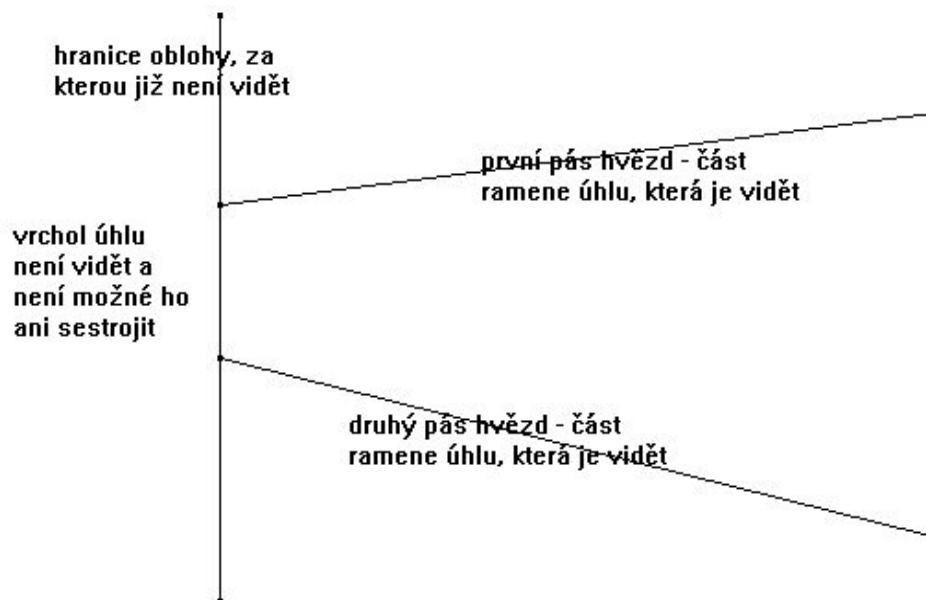 hranice oblohy, za
kterou již není vidět
první pás hvězd - část
ramene úhlu, která je vidět
vrchol úhlu
není vidět a
není možné ho
ani sestrojit
druhý pás hvězd - část
ramene úhlu, která je vidět